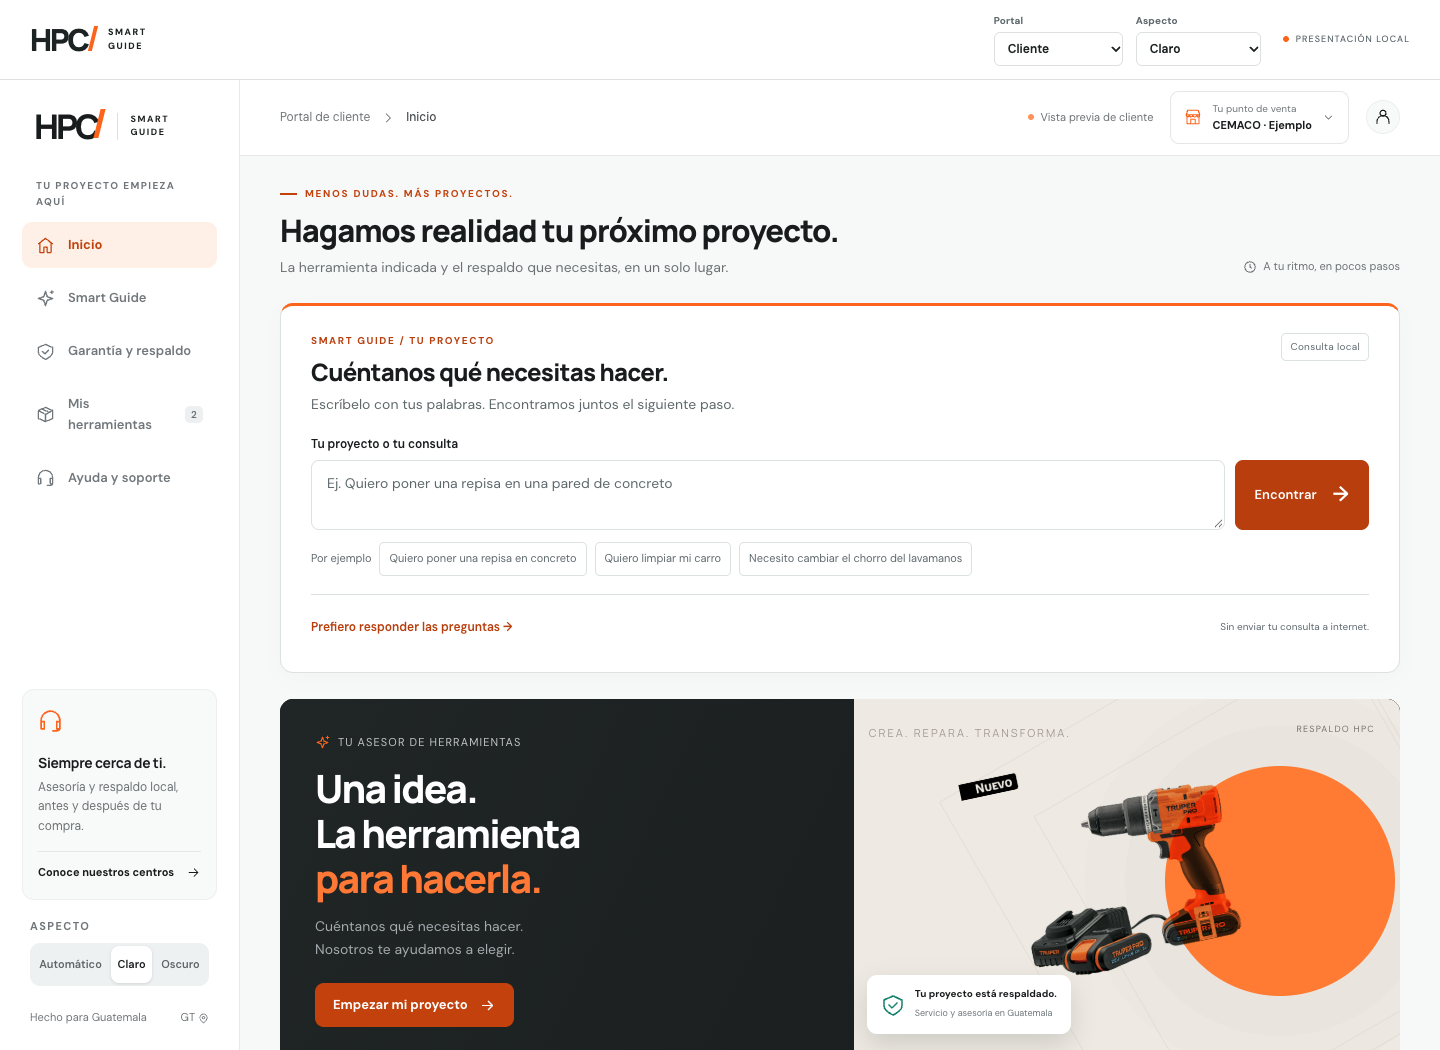 HPC/ SMART GUIDE
Portal
Cliente
Aspecto
Claro
PRESENTACIÓN LOCAL
HPC/ SMART GUIDE
TU PROYECTO EMPIEZA
AQUÍ
Inicio
Smart Guide
Garantía y respaldo
Mis
herramientas
2
Ayuda y soporte
Siempre cerca de ti.
Asesoría y respaldo local,
antes y después de tu
compra.
Conoce nuestros centros →
ASPECTO
Automático Claro Oscuro
Hecho para Guatemala GT
Portal de cliente > Inicio
Vista previa de cliente
Tu punto de venta
CEMACO · Ejemplo
MENOS DUDAS. MÁS PROYECTOS.
Hagamos realidad tu próximo proyecto.
La herramienta indicada y el respaldo que necesitas, en un solo lugar.
A tu ritmo, en pocos pasos
SMART GUIDE / TU PROYECTO
Consulta local
Cuéntanos qué necesitas hacer.
Escríbelo con tus palabras. Encontramos juntos el siguiente paso.
Tu proyecto o tu consulta
Ej. Quiero poner una repisa en una pared de concreto
Encontrar →
Por ejemplo
Quiero poner una repisa en concreto
Quiero limpiar mi carro
Necesito cambiar el chorro del lavamanos
Prefiero responder las preguntas →
Sin enviar tu consulta a internet.
TU ASESOR DE HERRAMIENTAS
Una idea.
La herramienta
para hacerla.
Cuéntanos qué necesitas hacer.
Nosotros te ayudamos a elegir.
Empezar mi proyecto →
CREA. REPARA. TRANSFORMA.
RESPALDO HPC
NUEVO
TRUPER
PRO
TRUPER
TRUPER PRO
TRUPER PRO
Tu proyecto está respaldado.
Servicio y asesoría en Guatemala